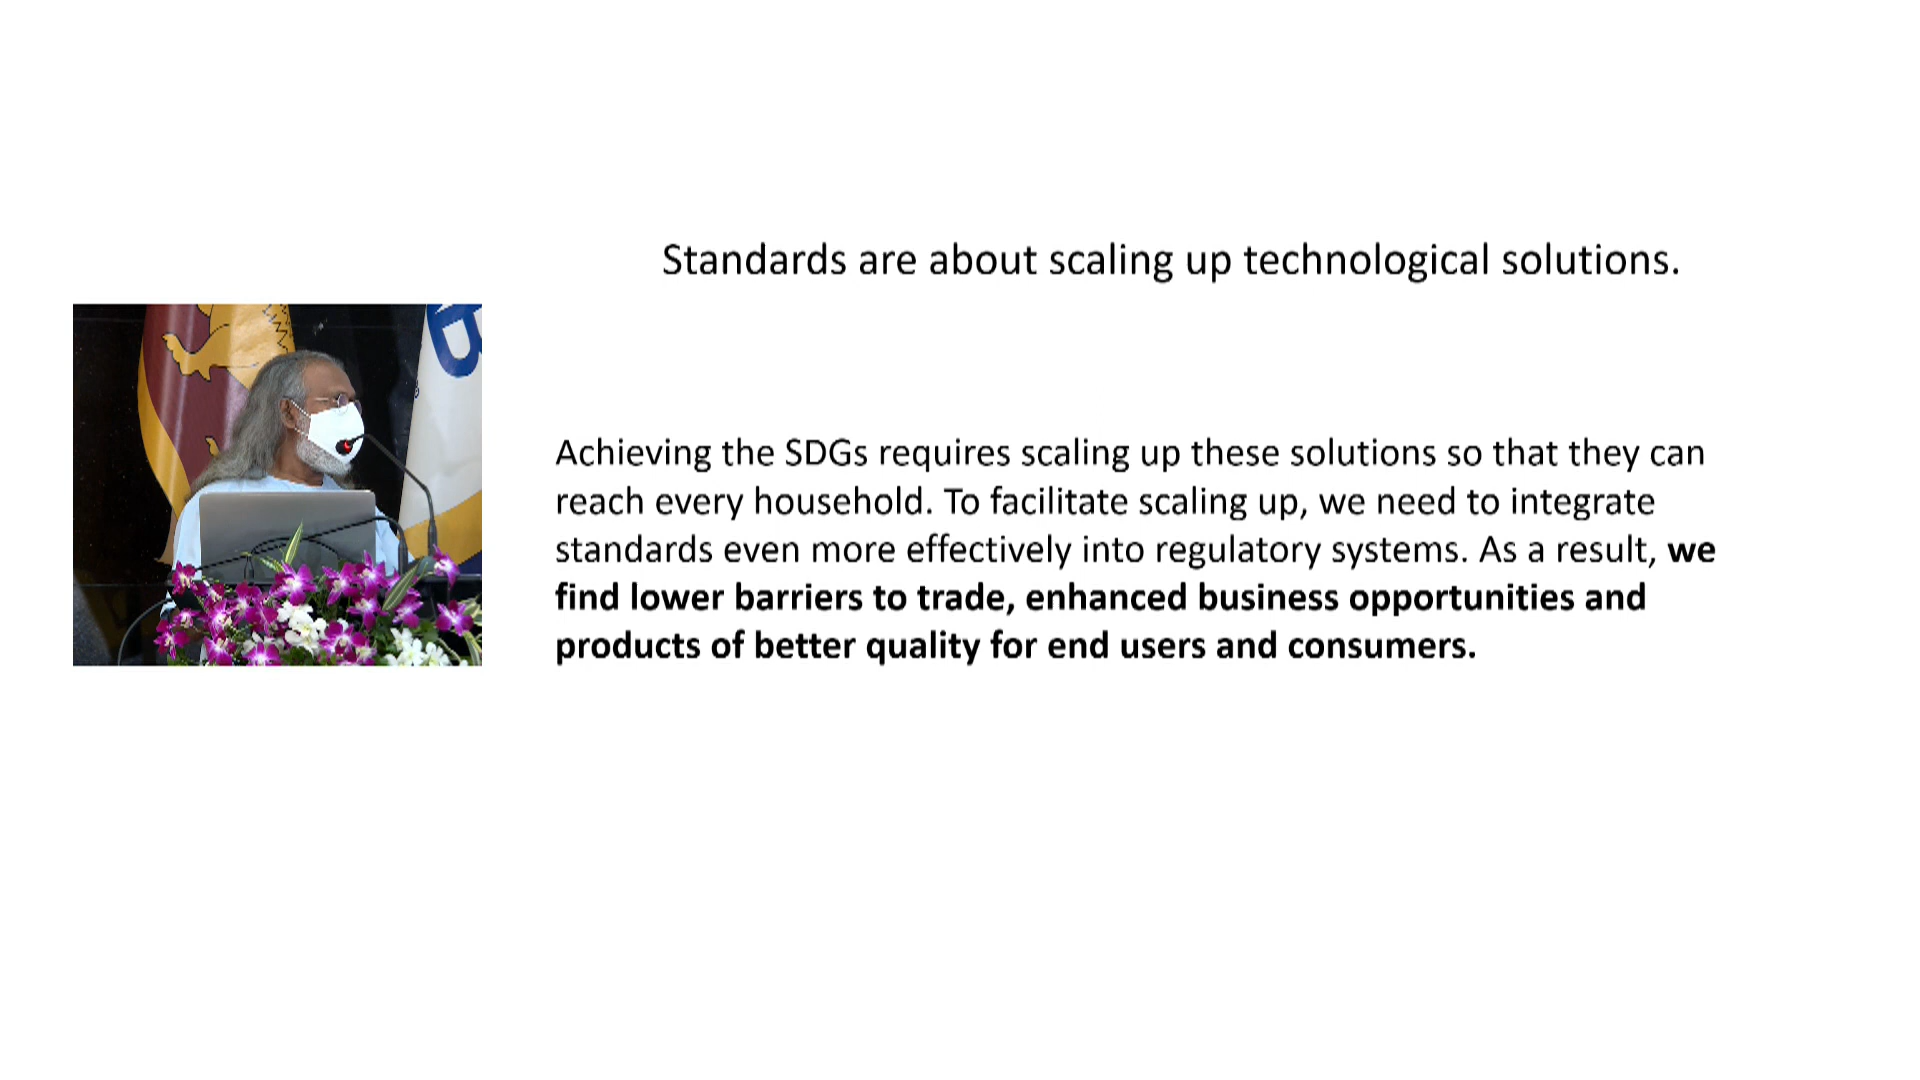 Standards are about scaling up technological solutions.
Achieving the SDGs requires scaling up these solutions so that they can
reach every household. To facilitate scaling up, we need to integrate
standards even more effectively into regulatory systems. As a result, we
find lower barriers to trade, enhanced business opportunities and
products of better quality for end users and consumers.